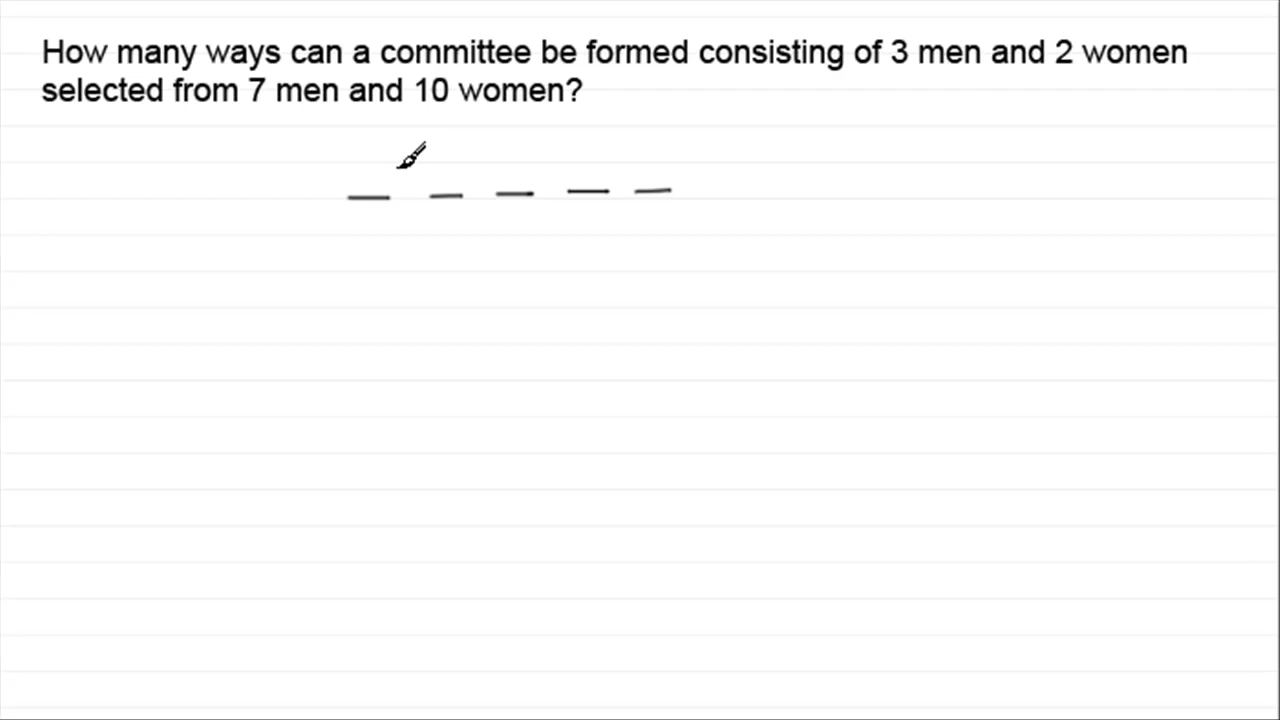 How many ways can a committee be formed consisting of 3 men and 2 women
selected from 7 men and 10 women?